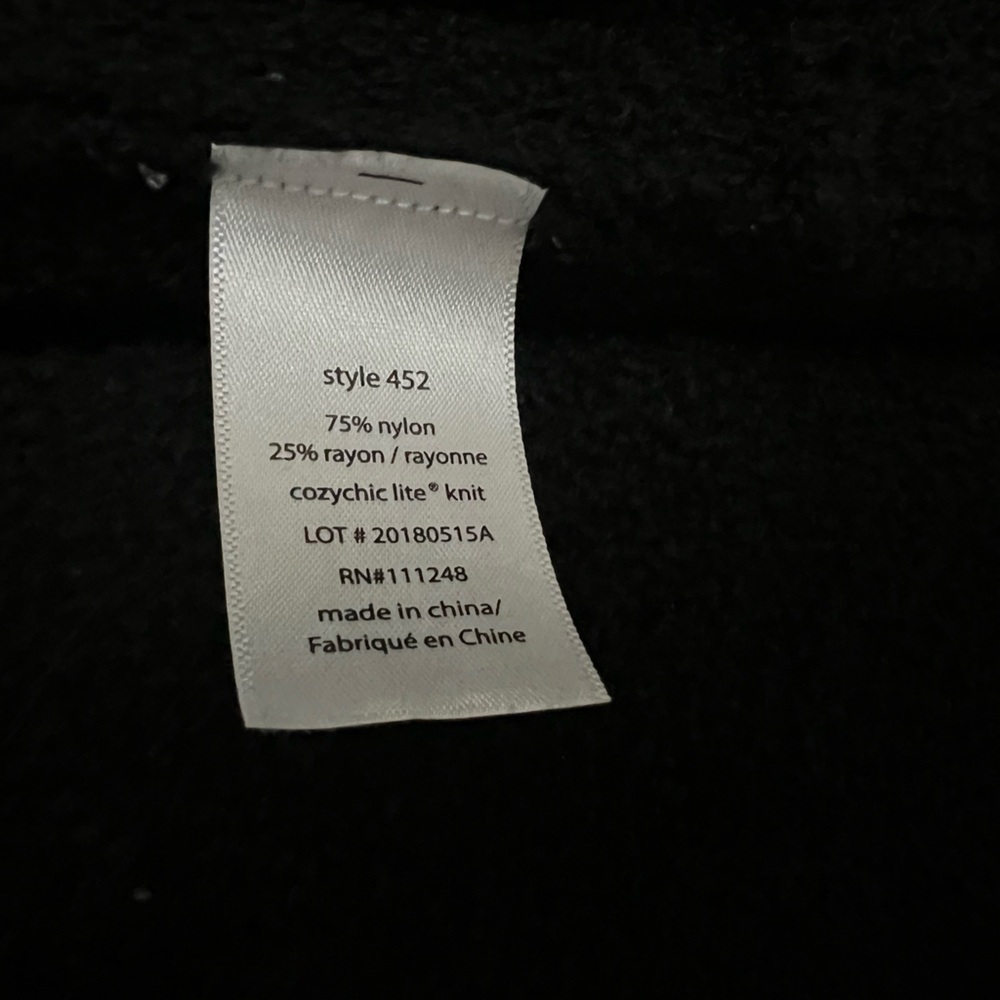 style 452
75% nylon
25% rayon / rayonne
cozychic lite® knit
LOT # 20180515A
RN#111248
made in china/
Fabriqué en Chine